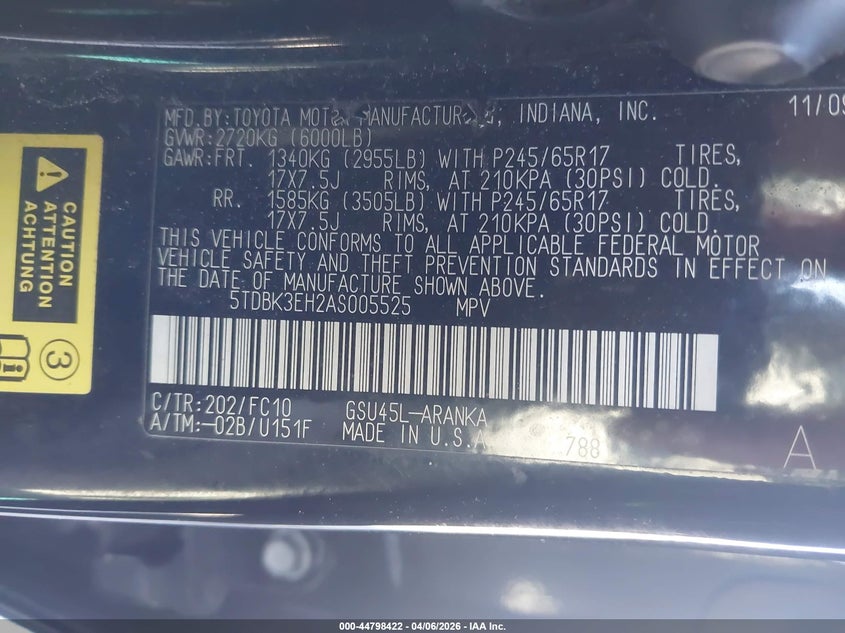 MFD.BY:TOYOTA MOTOR MANUFACTURING, INDIANA, INC. 11/09
GVWR:2720KG (6000LB)
GAWR:FRT. 1340KG (2955LB) WITH P245/65R17 TIRES,
17X7.5J RIMS, AT 210KPA (30PSI) COLD.
RR. 1585KG (3505LB) WITH P245/65R17 TIRES,
17X7.5J RIMS, AT 210KPA (30PSI) COLD.
THIS VEHICLE CONFORMS TO ALL APPLICABLE FEDERAL MOTOR
VEHICLE SAFETY AND THEFT PREVENTION STANDARDS IN EFFECT ON
THE DATE OF MANUFACTURE SHOWN ABOVE.
5TDBK3EH2AS005525 MPV
C/TR:202/FC10 GSU45L-ARANKA
A/TM:-02B/U151F MADE IN U.S.A
788
A
CAUTION
ATTENTION
ACHTUNG
3
000-44798422 - 04/06/2026 - IAA Inc.